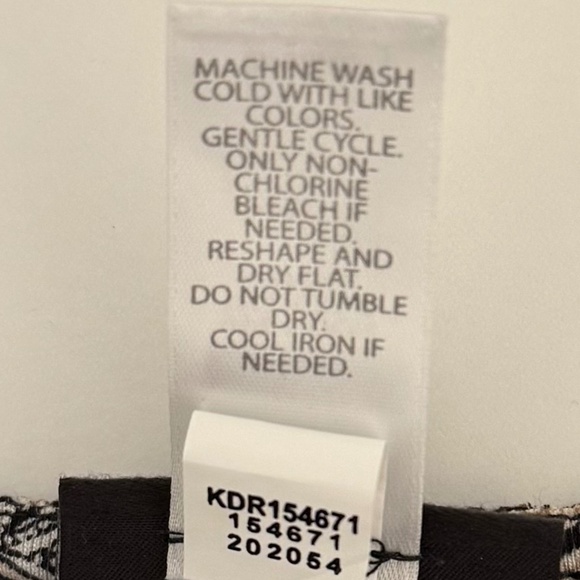 MACHINE WASH
COLD WITH LIKE
COLORS.
GENTLE CYCLE.
ONLY NON-
CHLORINE
BLEACH IF
NEEDED.
RESHAPE AND
DRY FLAT.
DO NOT TUMBLE
DRY.
COOL IRON IF
NEEDED.
KDR154671
154671
202054